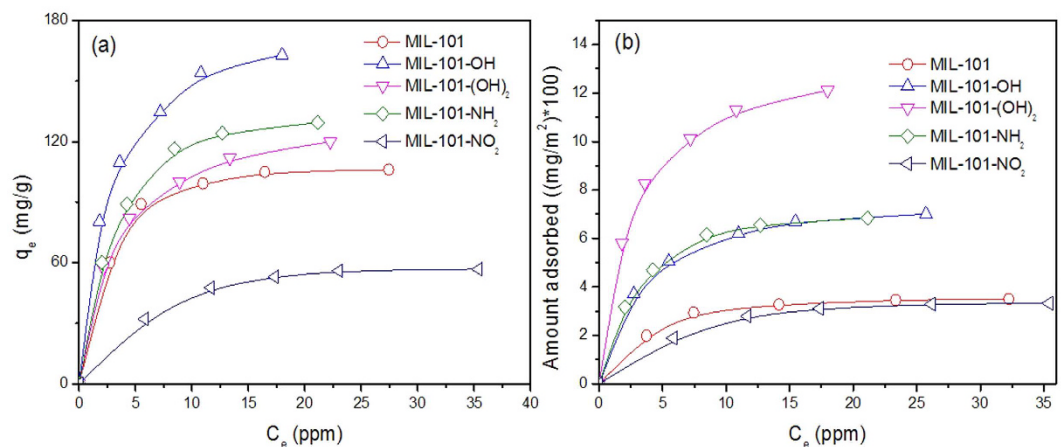 180
120
60
0
q_e (mg/g)
(a)
MIL-101
MIL-101-OH
MIL-101-(OH)₂
MIL-101-NH₂
MIL-101-NO₂
0 5 10 15 20 25 30 35 40
C_e (ppm)
14
12
10
8
6
4
2
0
Amount adsorbed ((mg/m²)*100)
(b)
MIL-101
MIL-101-OH
MIL-101-(OH)₂
MIL-101-NH₂
MIL-101-NO₂
0 5 10 15 20 25 30 35
C_e (ppm)